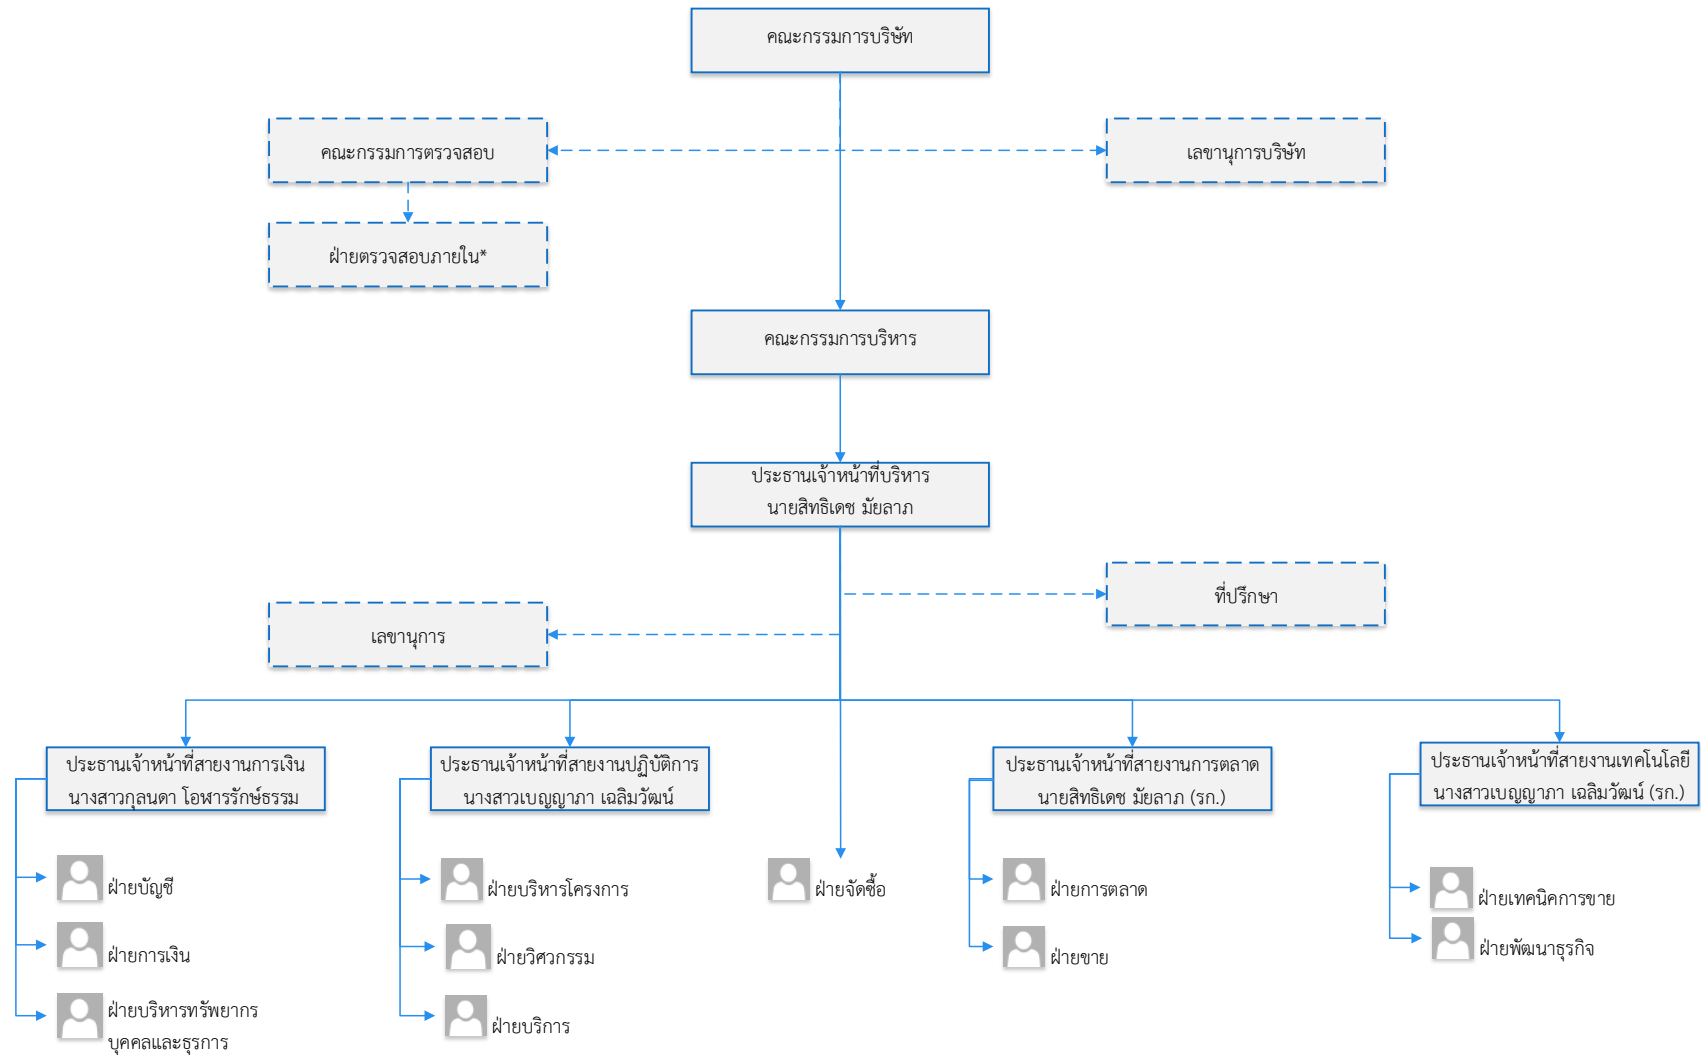 คณะกรรมการบริษัท
คณะกรรมการตรวจสอบ
เลขานุการบริษัท
ฝ่ายตรวจสอบภายใน*
คณะกรรมการบริหาร
ประธานเจ้าหน้าที่บริหาร
นายสิทธิเดช มัยลาภ
ที่ปรึกษา
เลขานุการ
ประธานเจ้าหน้าที่สายงานการเงิน
นางสาวกุลนดา โอฬารรักษ์ธรรม
ประธานเจ้าหน้าที่สายงานปฏิบัติการ
นางสาวเบญญาภา เฉลิมวัฒน์
ประธานเจ้าหน้าที่สายงานการตลาด
นายสิทธิเดช มัยลาภ (รก.)
ประธานเจ้าหน้าที่สายงานเทคโนโลยี
นางสาวเบญญาภา เฉลิมวัฒน์ (รก.)
ฝ่ายบัญชี
ฝ่ายการเงิน
ฝ่ายบริหารทรัพยากร
บุคคลและธุรการ
ฝ่ายบริหารโครงการ
ฝ่ายวิศวกรรม
ฝ่ายบริการ
ฝ่ายจัดซื้อ
ฝ่ายการตลาด
ฝ่ายขาย
ฝ่ายเทคนิคการขาย
ฝ่ายพัฒนาธุรกิจ